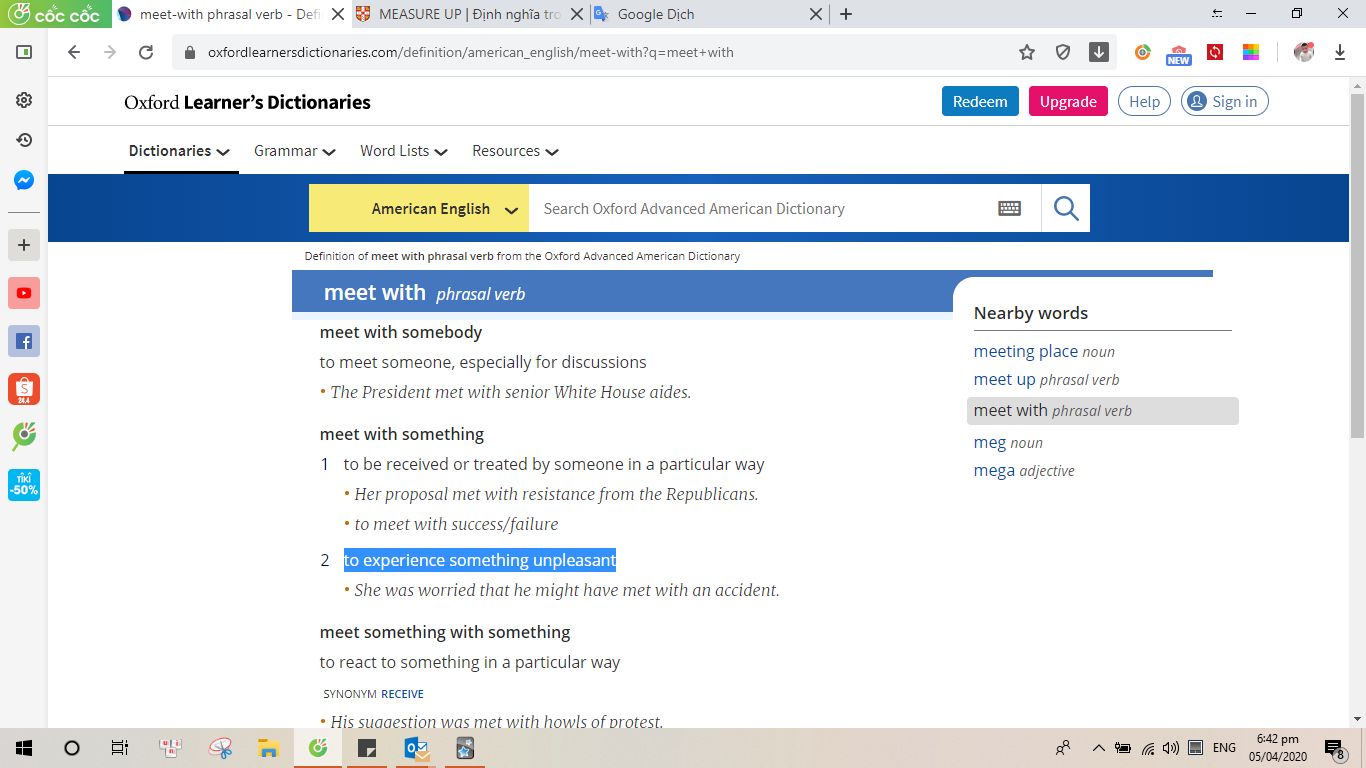 cốc cốc
meet-with phrasal verb - Defi
MEASURE UP | Định nghĩa tro
Google Dịch
oxfordlearnersdictionaries.com/definition/american_english/meet-with?q=meet+with
NEW
Oxford Learner's Dictionaries
Redeem
Upgrade
Help
Sign in
Dictionaries
Grammar
Word Lists
Resources
American English
Search Oxford Advanced American Dictionary
Definition of meet with phrasal verb from the Oxford Advanced American Dictionary
meet with phrasal verb
meet with somebody
to meet someone, especially for discussions
• The President met with senior White House aides.
meet with something
1 to be received or treated by someone in a particular way
• Her proposal met with resistance from the Republicans.
• to meet with success/failure
2 to experience something unpleasant
• She was worried that he might have met with an accident.
meet something with something
to react to something in a particular way
SYNONYM RECEIVE
• His suggestion was met with howls of protest.
Nearby words
meeting place noun
meet up phrasal verb
meet with phrasal verb
meg noun
mega adjective
24.4
TIKI
-50%
ENG
6:42 pm
05/04/2020
8